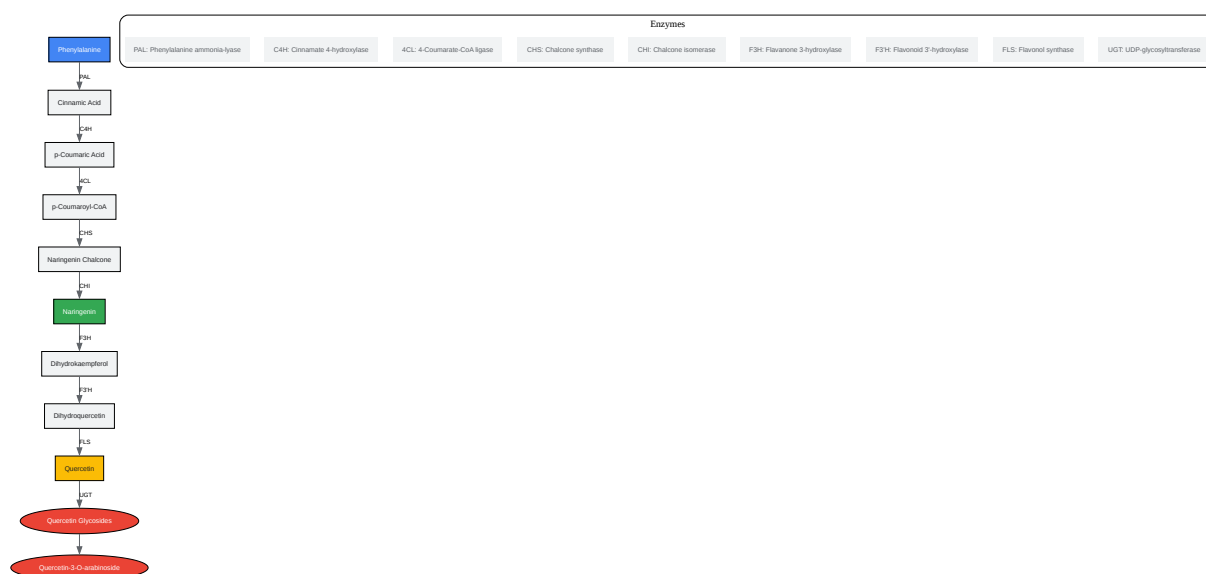 Enzymes
Phenylalanine
PAL: Phenylalanine ammonia-lyase
C4H: Cinnamate 4-hydroxylase
4CL: 4-Coumarate-CoA ligase
CHS: Chalcone synthase
CHI: Chalcone isomerase
F3H: Flavanone 3-hydroxylase
F3'H: Flavonoid 3'-hydroxylase
FLS: Flavonol synthase
UGT: UDP-glycosyltransferase
PAL
Cinnamic Acid
C4H
p-Coumaric Acid
4CL
p-Coumaroyl-CoA
CHS
Naringenin Chalcone
CHI
Naringenin
F3H
Dihydrokaempferol
F3'H
Dihydroquercetin
FLS
Quercetin
UGT
Quercetin Glycosides
Quercetin-3-O-arabinoside